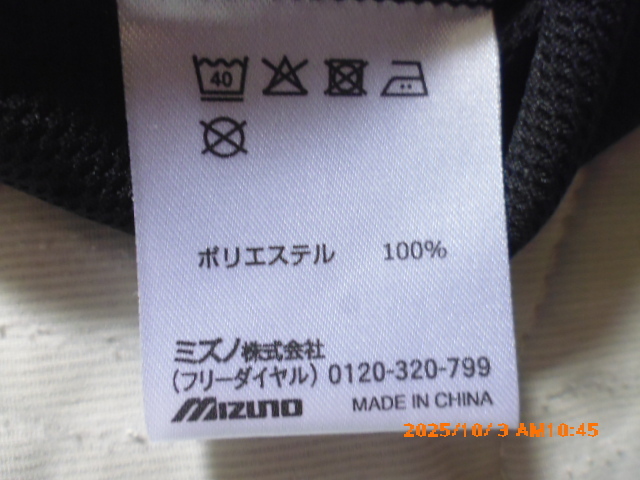 40
ポリエステル 100%
ミズノ株式会社
(フリーダイヤル) 0120-320-799
MIZUNO MADE IN CHINA
2025/10/3 AM10:45